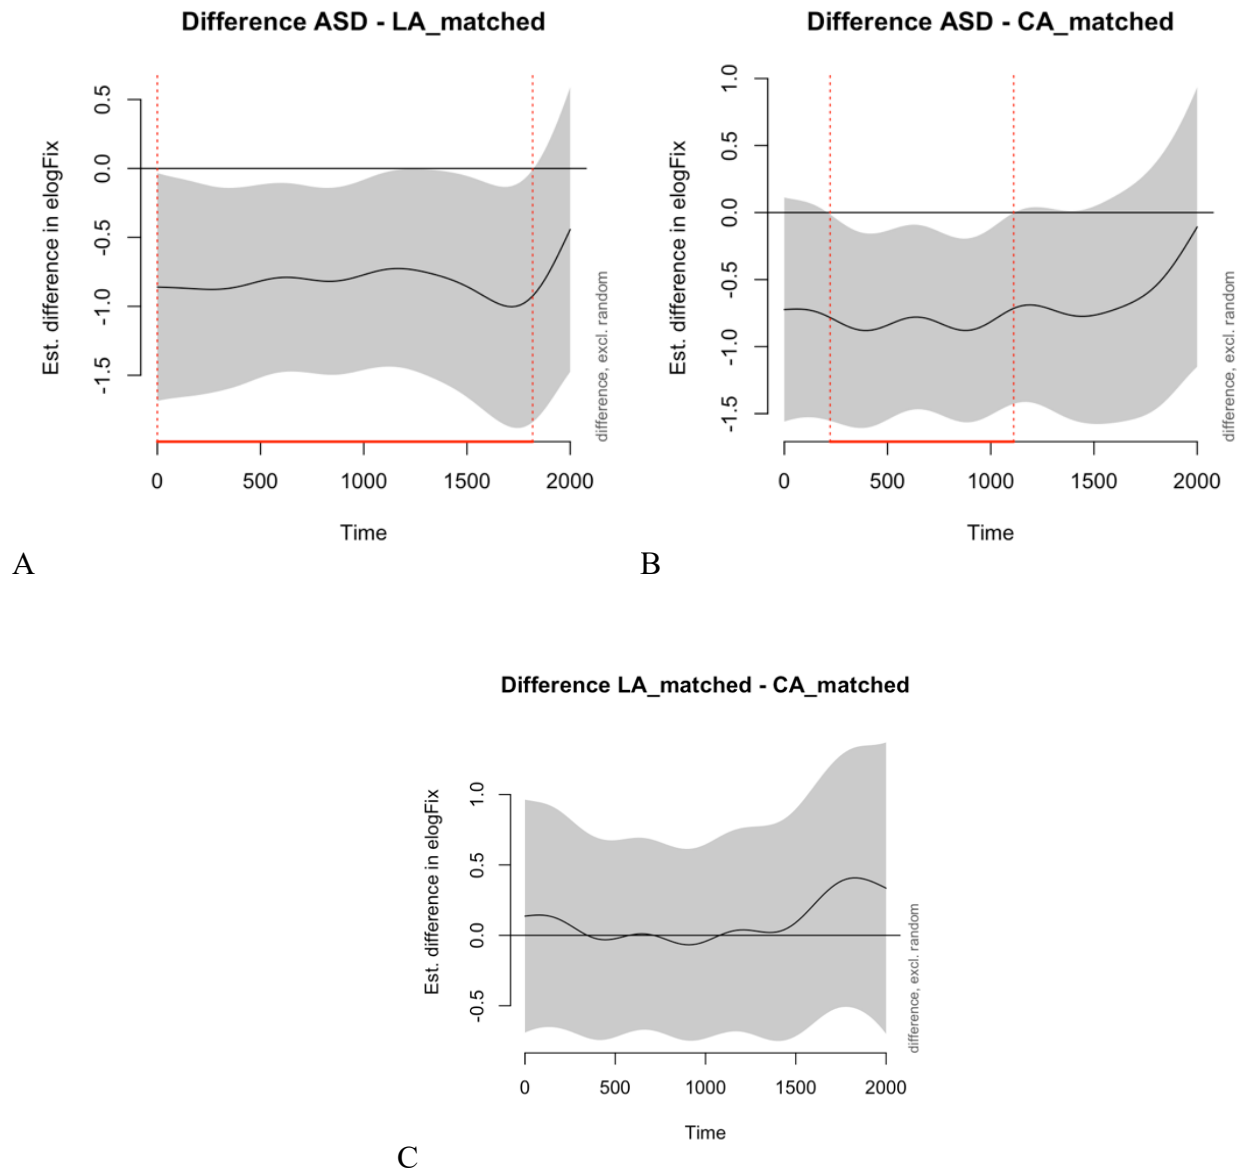 Difference ASD - LA_matched
Est. difference in elogFix
0.5
0.0
-0.5
-1.0
-1.5
0 500 1000 1500 2000
Time
difference, excl. random
A
Difference ASD - CA_matched
Est. difference in elogFix
1.0
0.5
0.0
-0.5
-1.0
-1.5
0 500 1000 1500 2000
Time
difference, excl. random
B
Difference LA_matched - CA_matched
Est. difference in elogFix
1.0
0.5
0.0
-0.5
0 500 1000 1500 2000
Time
difference, excl. random
C